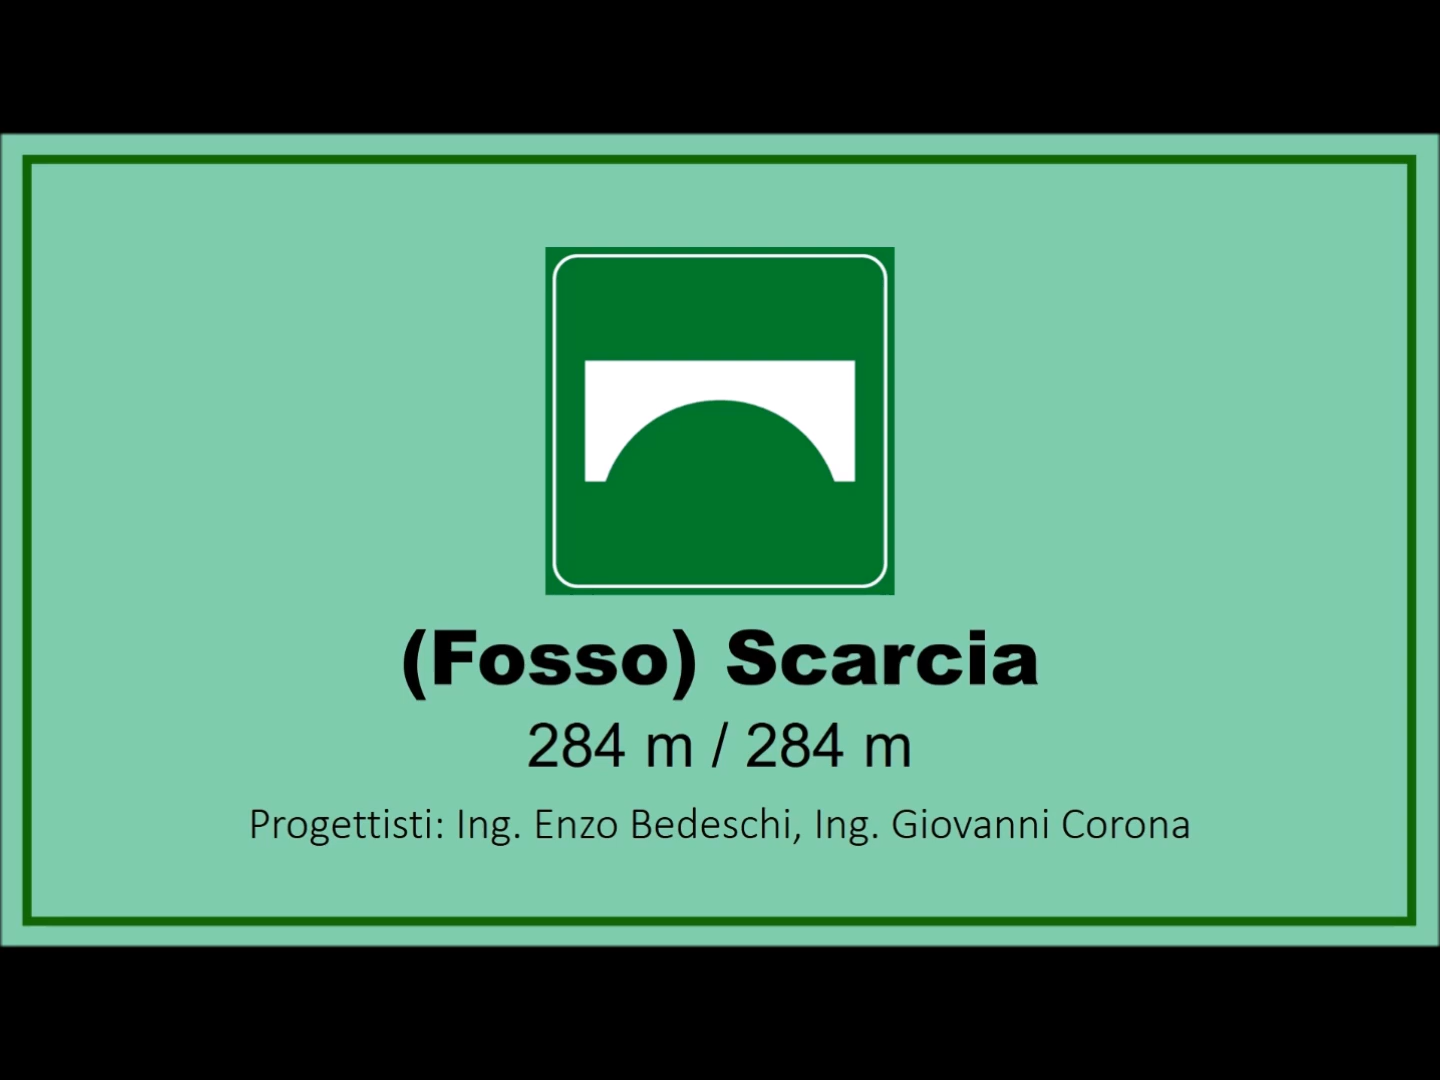 (Fosso) Scarcia
284 m / 284 m
Progettisti: Ing. Enzo Bedeschi, Ing. Giovanni Corona